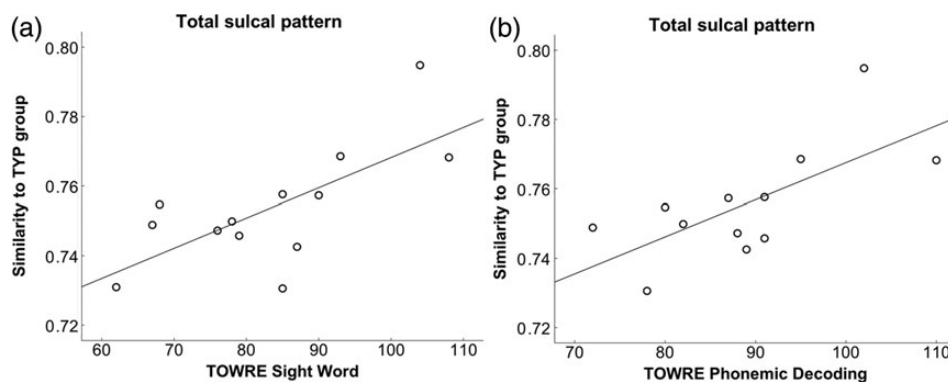 (a)
Total sulcal pattern
Similarity to TYP group
0.80
0.78
0.76
0.74
0.72
60 70 80 90 100 110
TOWRE Sight Word
(b)
Total sulcal pattern
Similarity to TYP group
0.80
0.78
0.76
0.74
0.72
70 80 90 100 110
TOWRE Phonemic Decoding